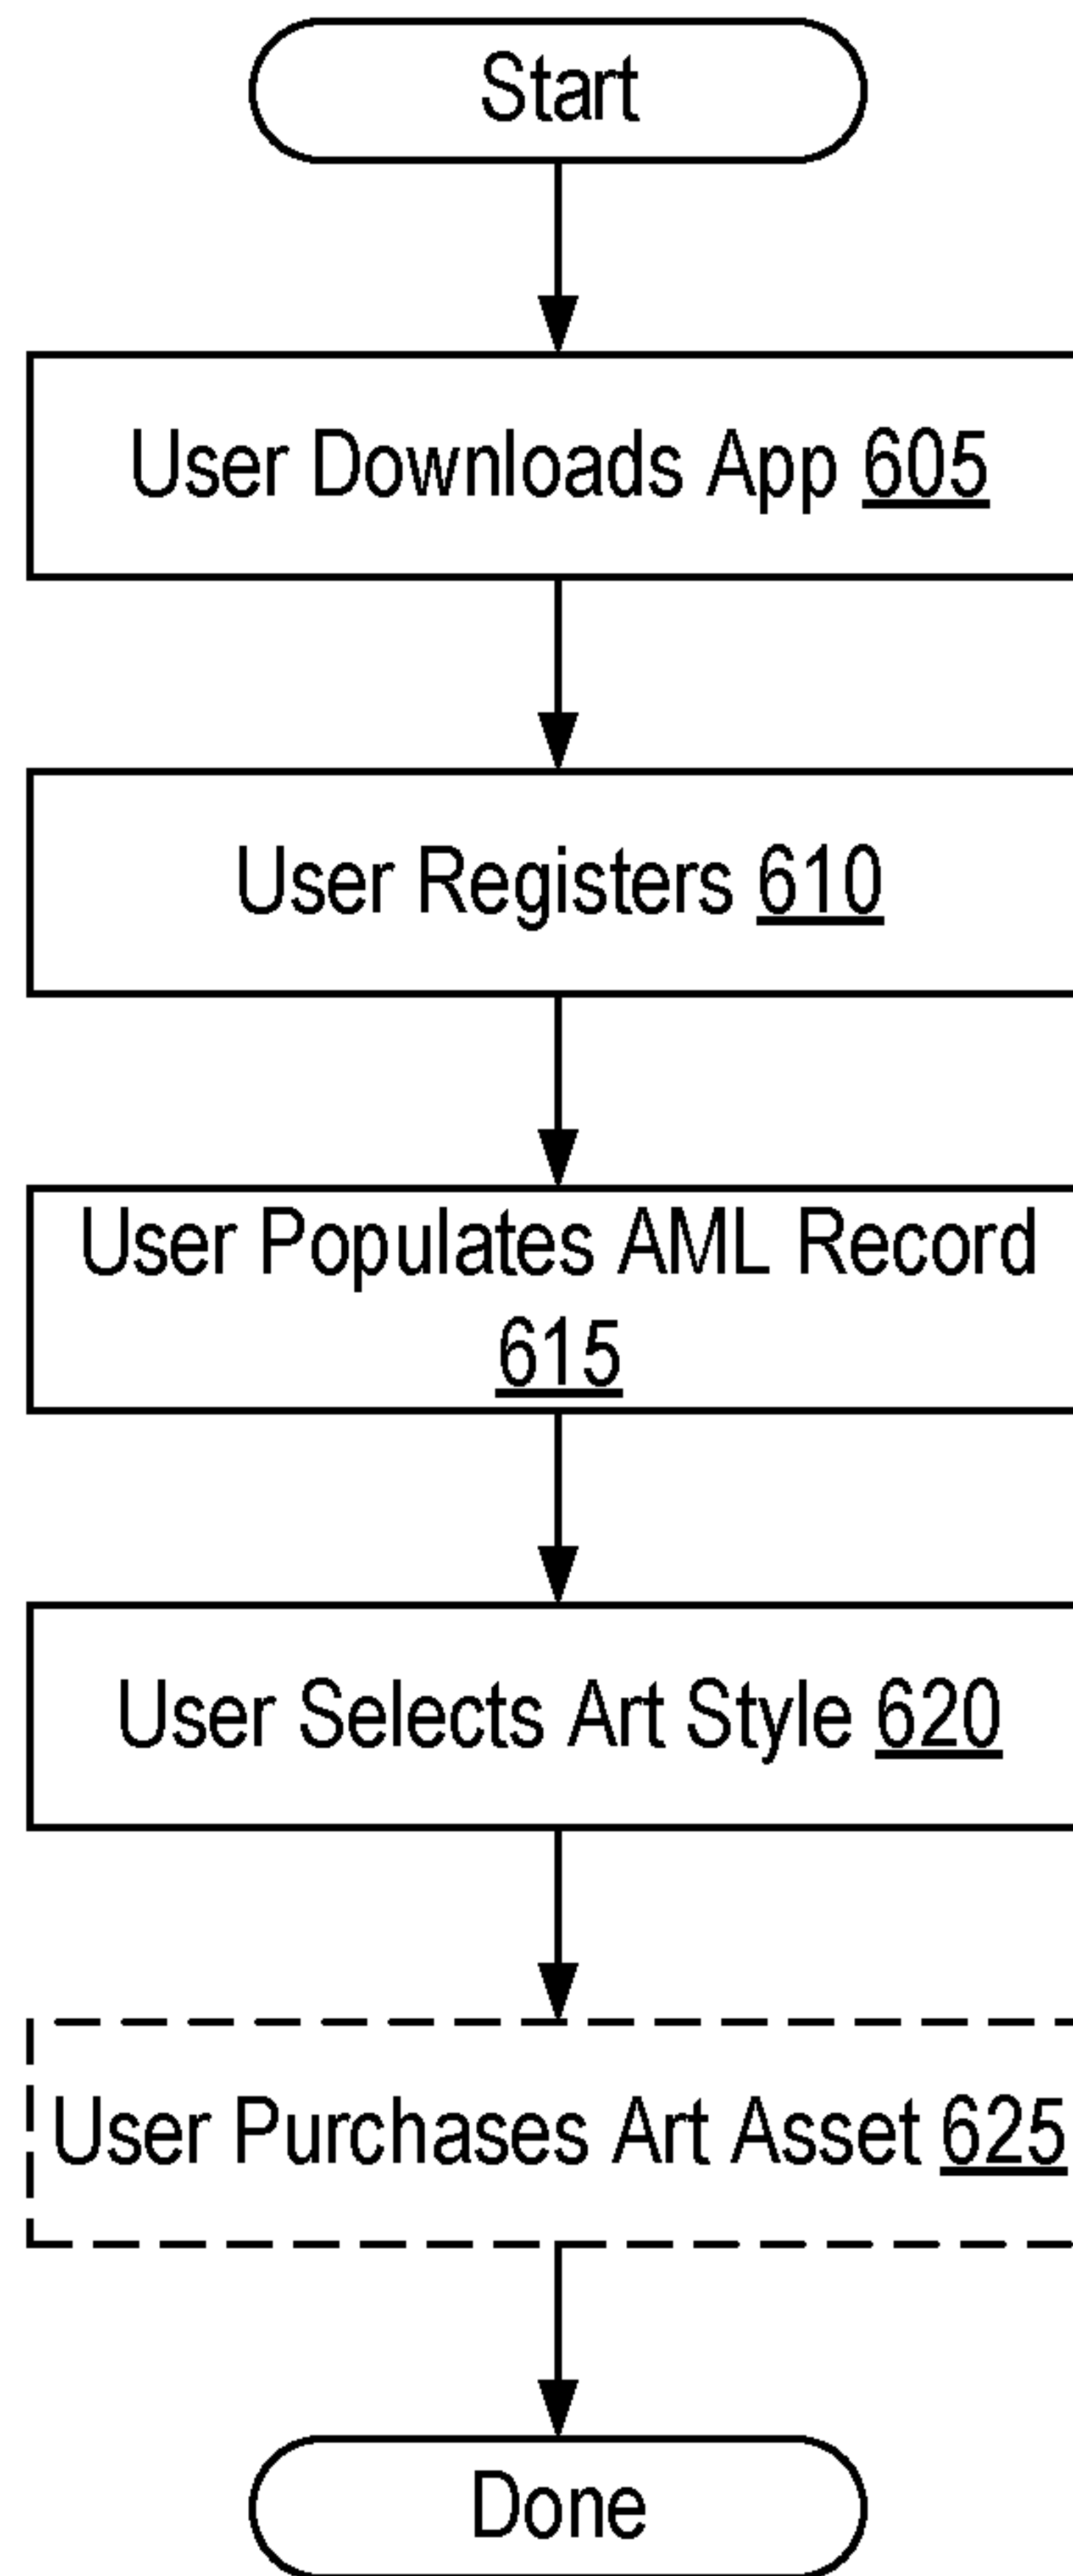 Start
User Downloads App 605
User Registers 610
User Populates AML Record
615
User Selects Art Style 620
User Purchases Art Asset 625
Done